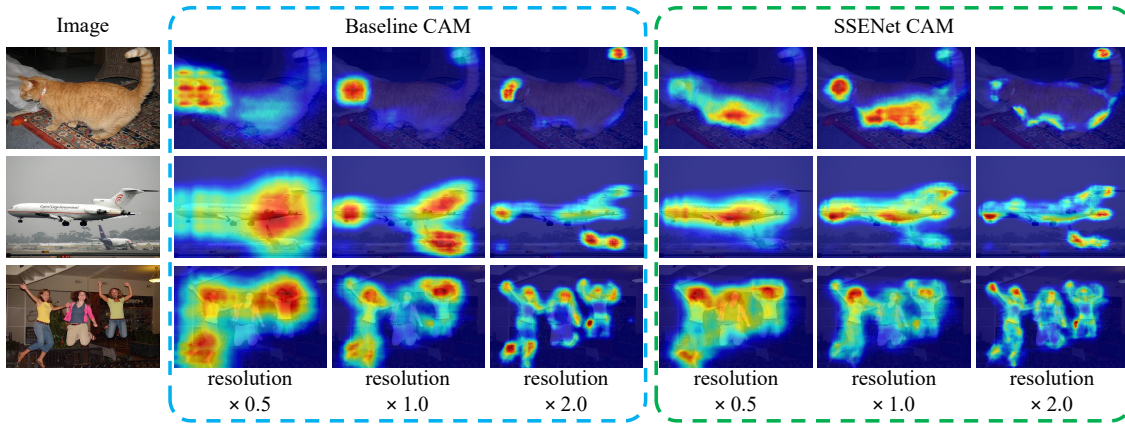 Image
Baseline CAM
SSENet CAM
resolution
× 0.5
resolution
× 1.0
resolution
× 2.0
resolution
× 0.5
resolution
× 1.0
resolution
× 2.0